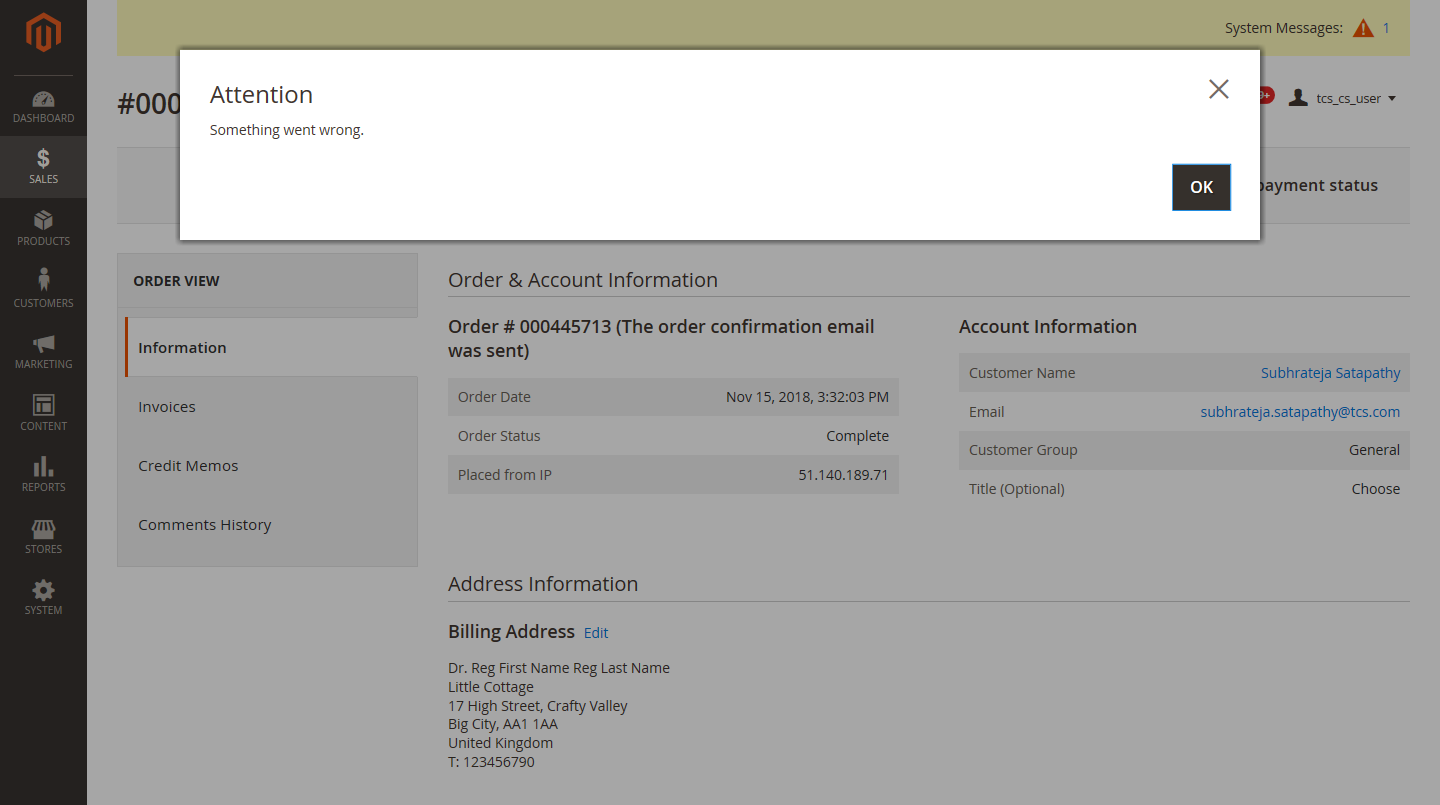 System Messages: 1
Attention
Something went wrong.
OK
#000
9+
tcs_cs_user
payment status
DASHBOARD
SALES
PRODUCTS
CUSTOMERS
MARKETING
CONTENT
REPORTS
STORES
SYSTEM
ORDER VIEW
Information
Invoices
Credit Memos
Comments History
Order & Account Information
Order # 000445713 (The order confirmation email
was sent)
Order Date Nov 15, 2018, 3:32:03 PM
Order Status Complete
Placed from IP 51.140.189.71
Account Information
Customer Name Subhrateja Satapathy
Email subhrateja.satapathy@tcs.com
Customer Group General
Title (Optional) Choose
Address Information
Billing Address Edit
Dr. Reg First Name Reg Last Name
Little Cottage
17 High Street, Crafty Valley
Big City, AA1 1AA
United Kingdom
T: 123456790